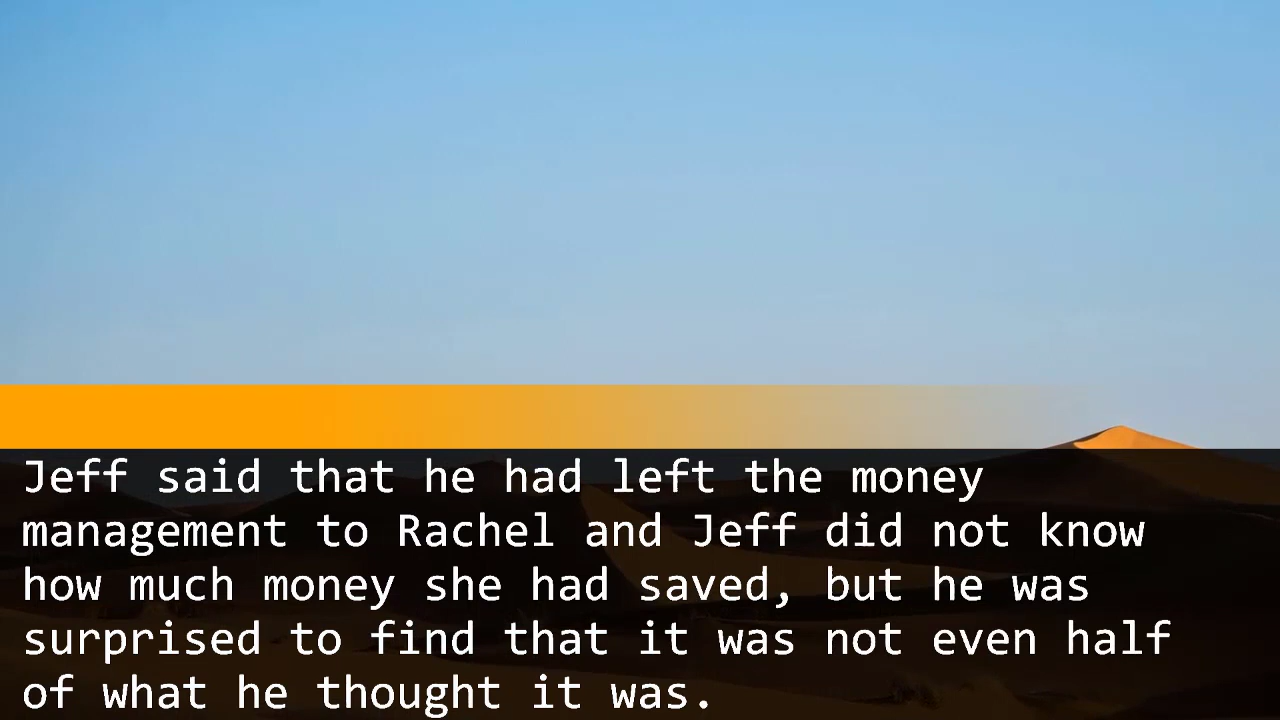 Jeff said that he had left the money
management to Rachel and Jeff did not know
how much money she had saved, but he was
surprised to find that it was not even half
of what he thought it was.